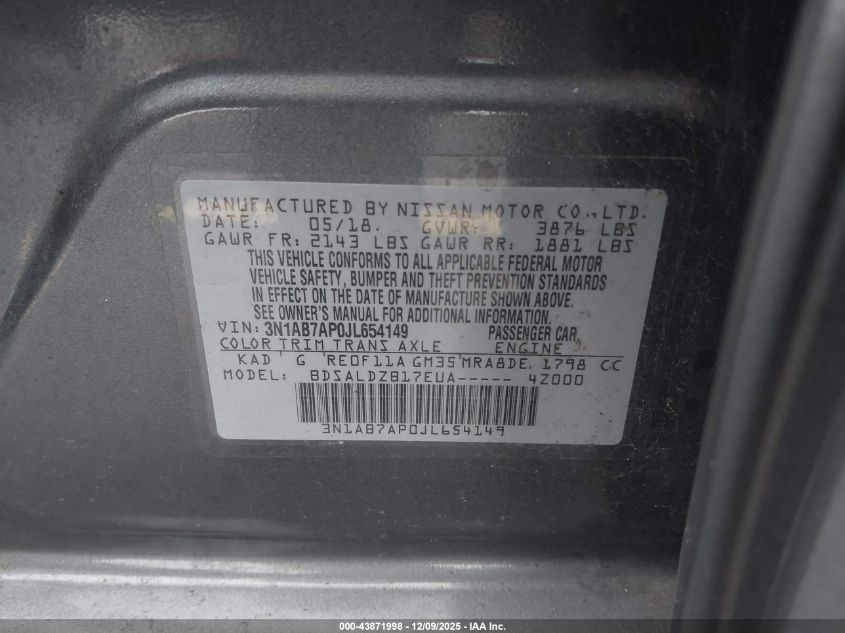 MANUFACTURED BY NISSAN MOTOR CO., LTD.
DATE: 05/18. GVWR: 3876 LBS
GAWR FR: 2143 LBS GAWR RR: 1881 LBS
THIS VEHICLE CONFORMS TO ALL APPLICABLE FEDERAL MOTOR
VEHICLE SAFETY, BUMPER AND THEFT PREVENTION STANDARDS
IN EFFECT ON THE DATE OF MANUFACTURE SHOWN ABOVE.
SEE OWNER'S MANUAL FOR ADDITIONAL INFORMATION.
VIN: 3N1AB7AP0JL654149 PASSENGER CAR
COLOR TRIM TRANS AXLE ENGINE
KAD G RE0F11A GM35 MRA8DE 1798 CC
MODEL: BDSALDZB17EUA----- 4Z000
3N1AB7AP0JL654149
000-43871998 - 12/09/2025 - IAA Inc.